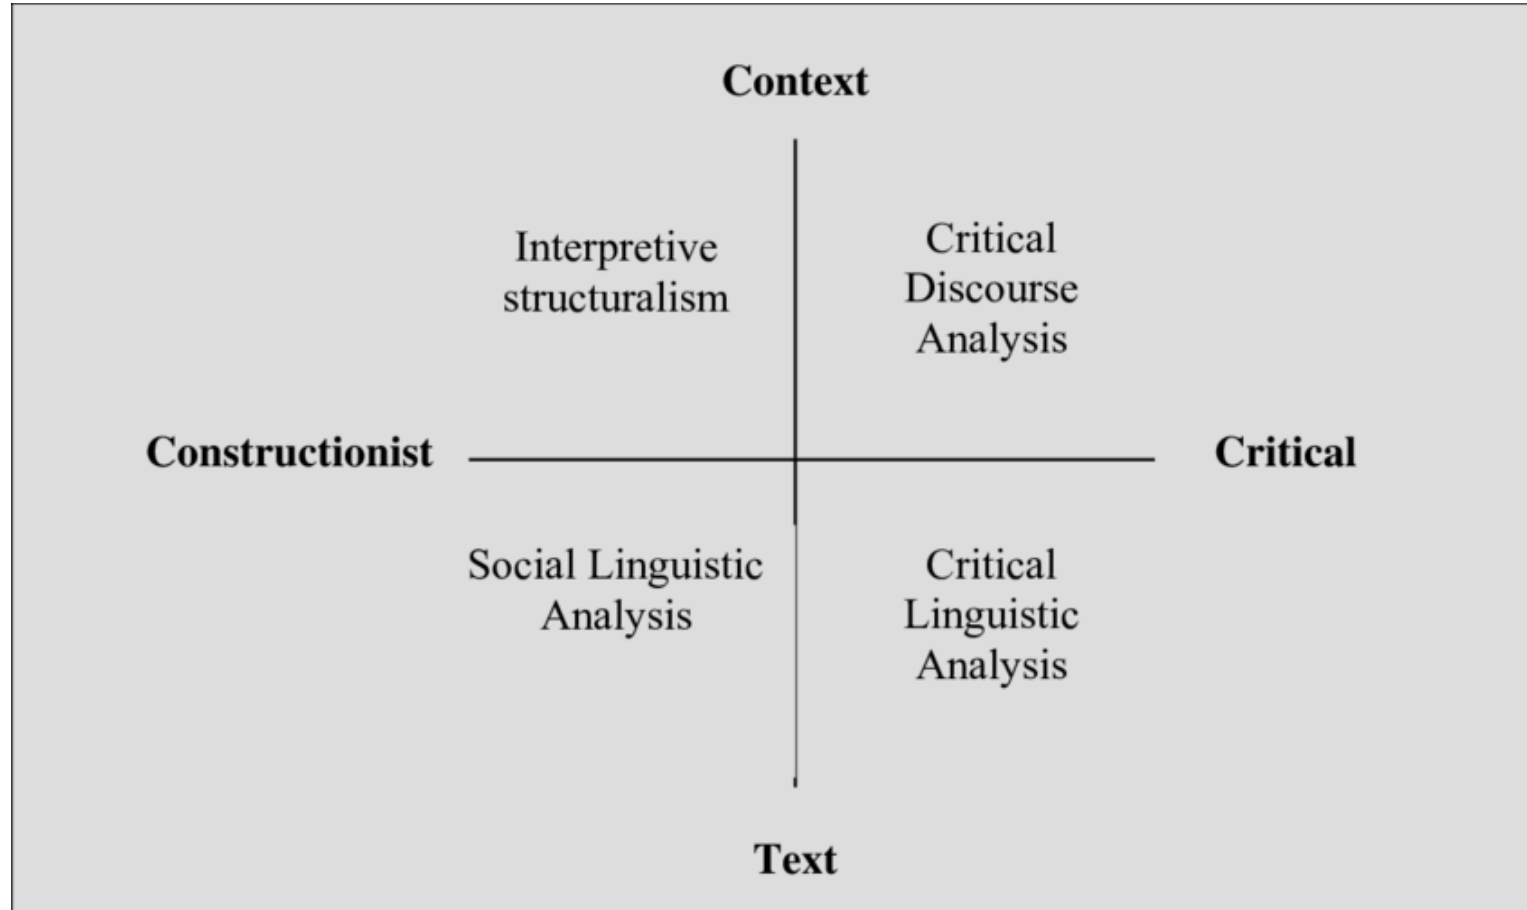 Context
Interpretive
structuralism
Critical
Discourse
Analysis
Constructionist
Critical
Social Linguistic
Analysis
Critical
Linguistic
Analysis
Text